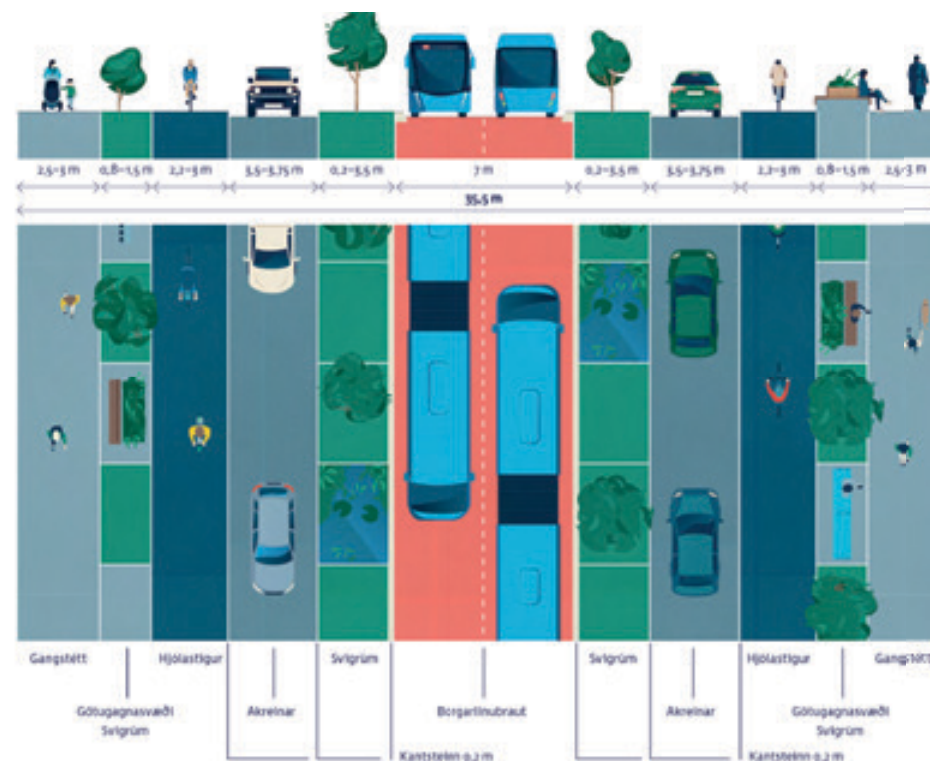 2,5–3 m 0,8–1,5 m 2,2–3 m 3,5–3,75 m 0,2–3,5 m 7 m 0,2–3,5 m 3,5–3,75 m 2,2–3 m 0,8–1,5 m 2,5–3 m
35,5 m
Gangstétt Hjólastígur Svigrúm Svigrúm Hjólastígur Gangstétt
Götugagnasvæði Akreinar Borgarlínubraut Akreinar Götugagnasvæði
Svigrúm Svigrúm
Kantsteinn 0,2 m Kantsteinn 0,2 m